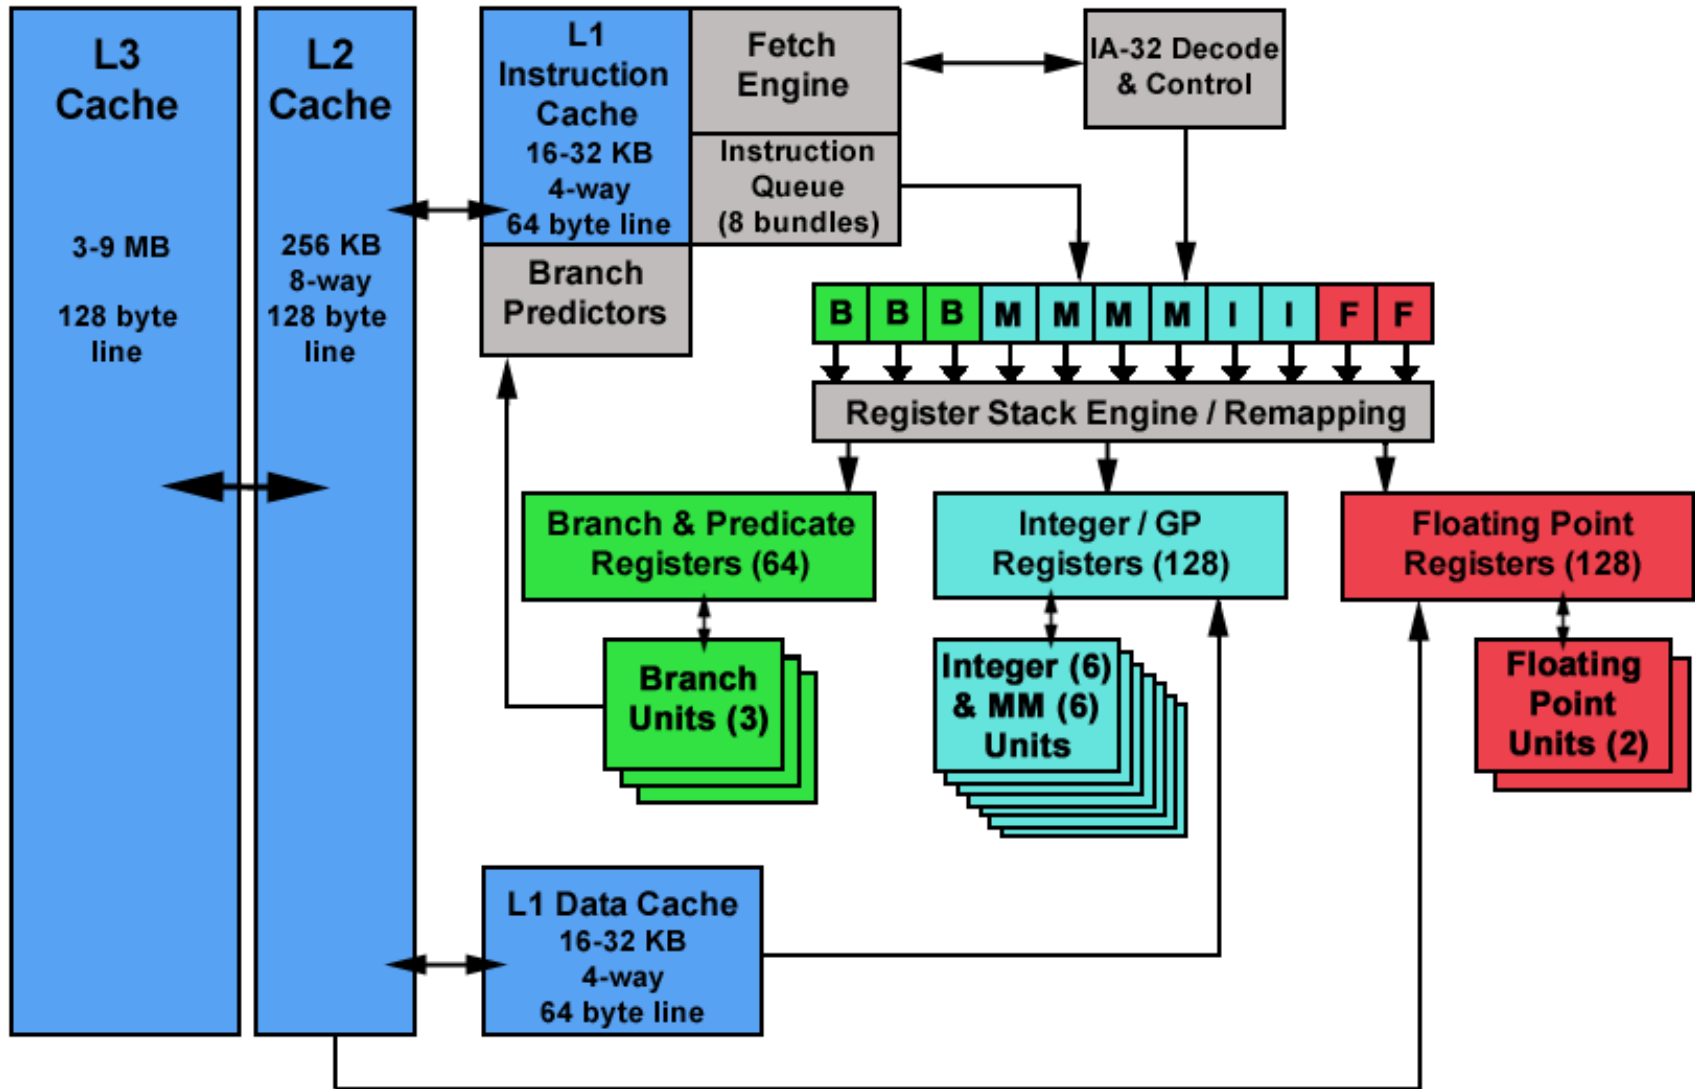 L3
Cache
3-9 MB
128 byte
line
L2
Cache
256 KB
8-way
128 byte
line
L1
Instruction
Cache
16-32 KB
4-way
64 byte line
Fetch
Engine
Instruction
Queue
(8 bundles)
Branch
Predictors
IA-32 Decode
& Control
B B B M M M M I I F F
Register Stack Engine / Remapping
Branch & Predicate
Registers (64)
Integer / GP
Registers (128)
Floating Point
Registers (128)
Branch
Units (3)
Integer (6)
& MM (6)
Units
Floating
Point
Units (2)
L1 Data Cache
16-32 KB
4-way
64 byte line